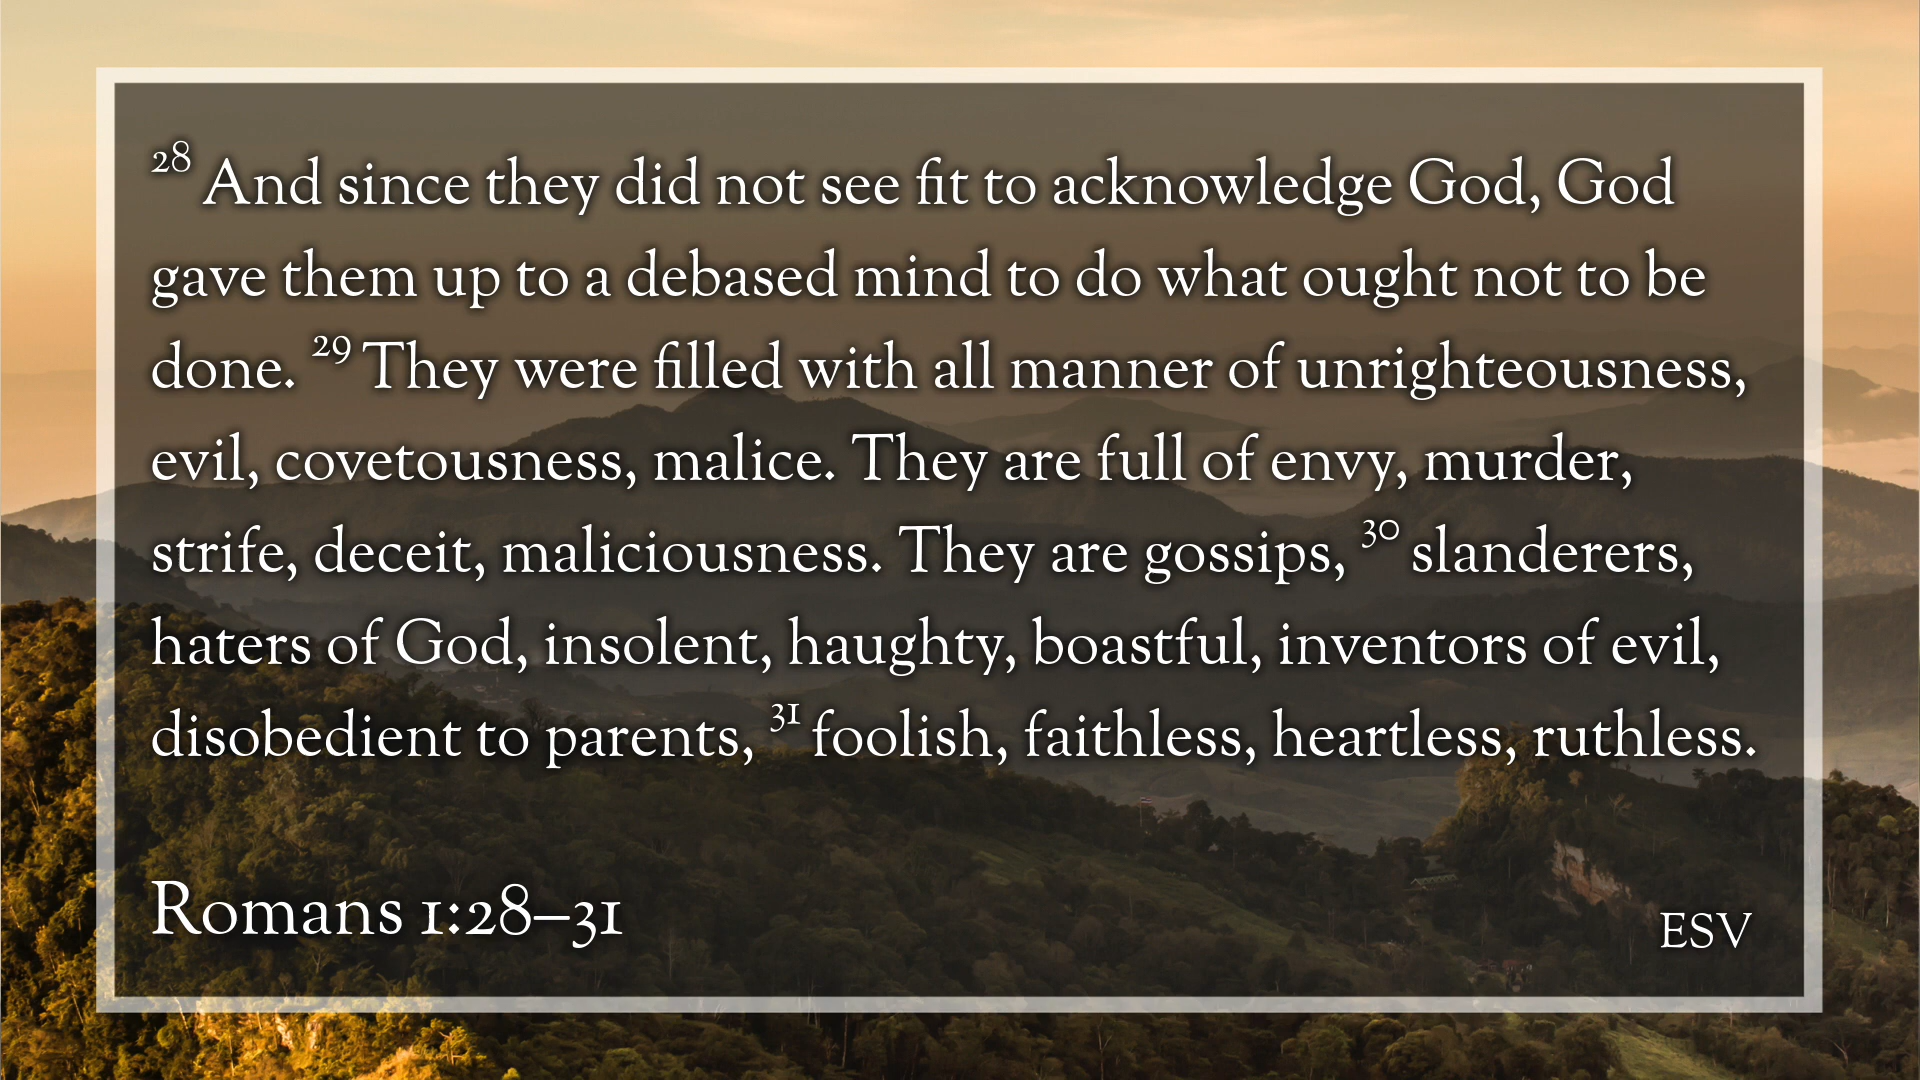 28 And since they did not see fit to acknowledge God, God
gave them up to a debased mind to do what ought not to be
done. 29 They were filled with all manner of unrighteousness,
evil, covetousness, malice. They are full of envy, murder,
strife, deceit, maliciousness. They are gossips, 30 slanderers,
haters of God, insolent, haughty, boastful, inventors of evil,
disobedient to parents, 31 foolish, faithless, heartless, ruthless.
Romans 1:28–31
ESV